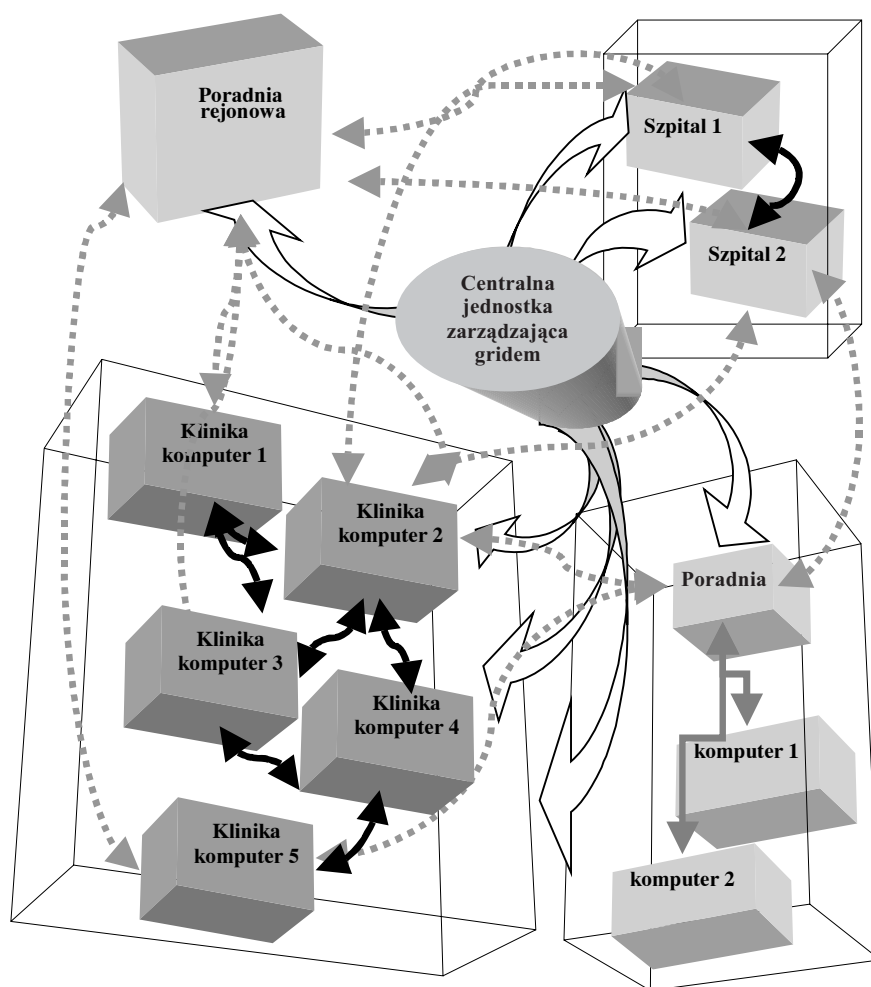 Poradnia
rejonowa
Szpital 1
Szpital 2
Centralna
jednostka
zarządzająca
gridem
Klinika
komputer 1
Klinika
komputer 2
Klinika
komputer 3
Klinika
komputer 4
Klinika
komputer 5
Poradnia
komputer 1
komputer 2